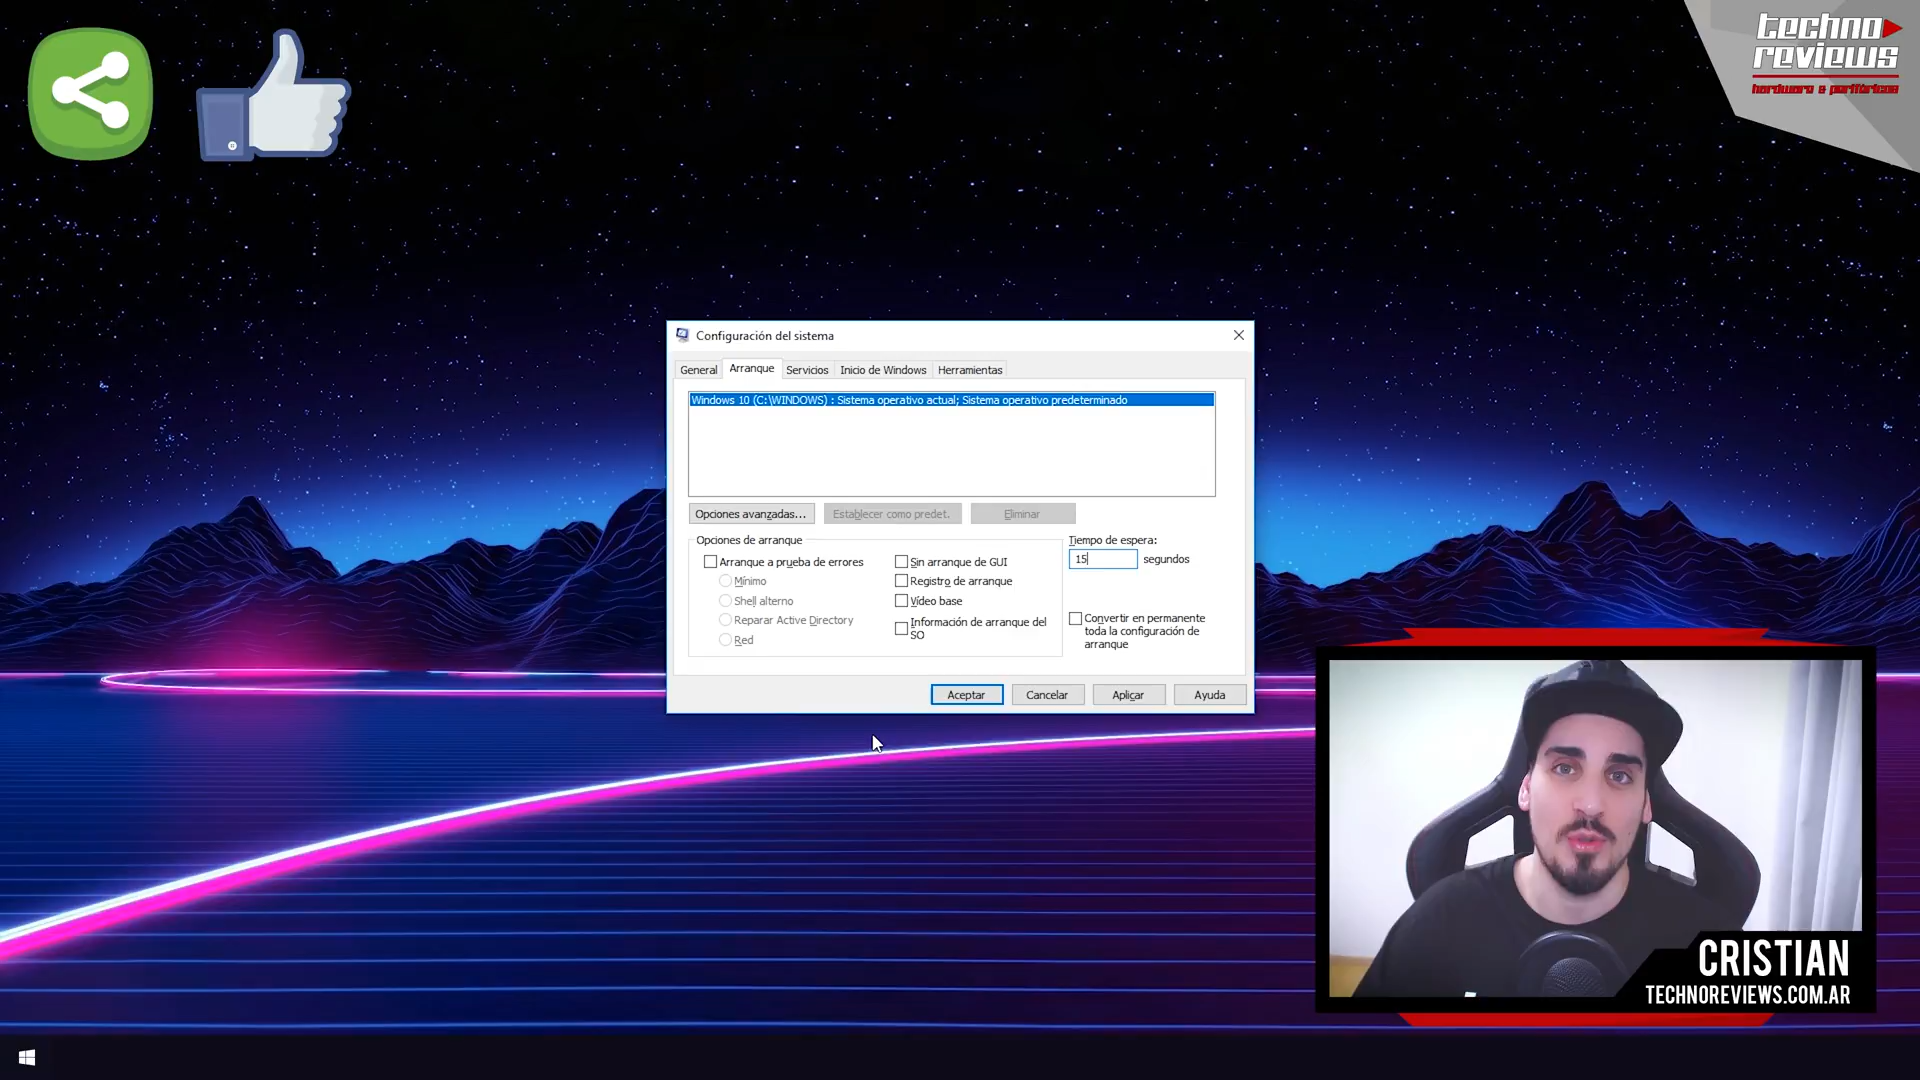 techno
reviews
hardware & periféricos
Configuración del sistema
General
Arranque
Servicios
Inicio de Windows
Herramientas
Windows 10 (C:\WINDOWS) : Sistema operativo actual; Sistema operativo predeterminado
Opciones avanzadas...
Establecer como predet.
Eliminar
Opciones de arranque
Arranque a prueba de errores
Mínimo
Shell alterno
Reparar Active Directory
Red
Sin arranque de GUI
Registro de arranque
Vídeo base
Información de arranque del
SO
Tiempo de espera:
15 segundos
Convertir en permanente
toda la configuración de
arranque
Aceptar
Cancelar
Aplicar
Ayuda
CRISTIAN
TECHNOREVIEWS.COM.AR